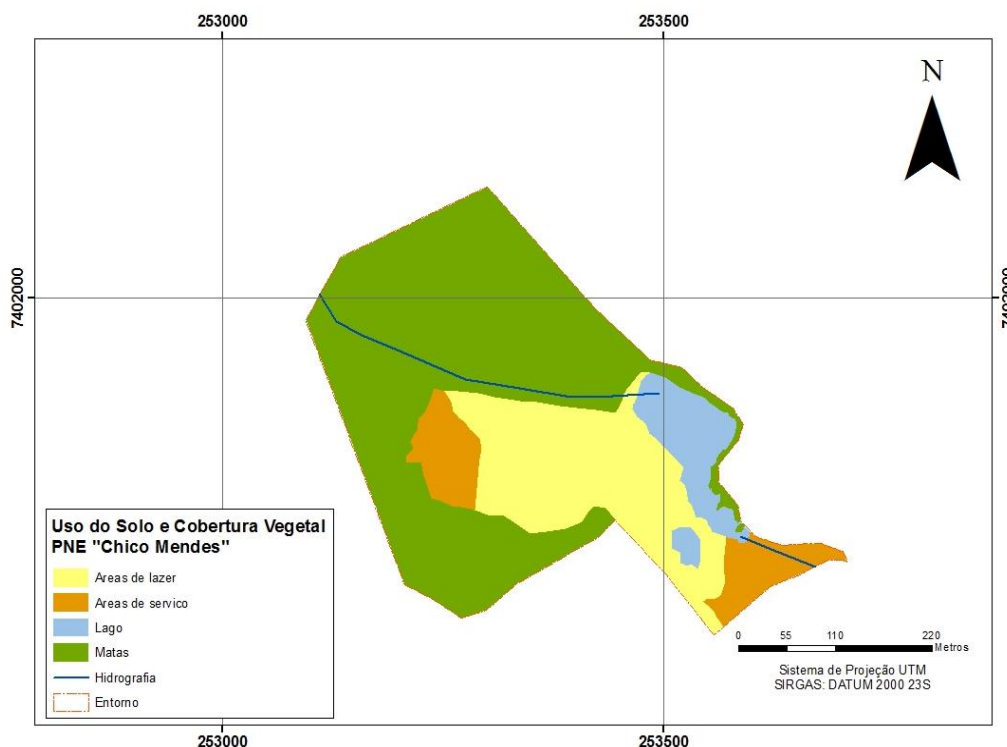 253000
253500
N
7402000
7402000
Uso do Solo e Cobertura Vegetal
PNE "Chico Mendes"
Areas de lazer
Areas de servico
Lago
Matas
Hidrografia
Entorno
0 55 110 220
Metros
Sistema de Projeção UTM
SIRGAS: DATUM 2000 23S
253000
253500